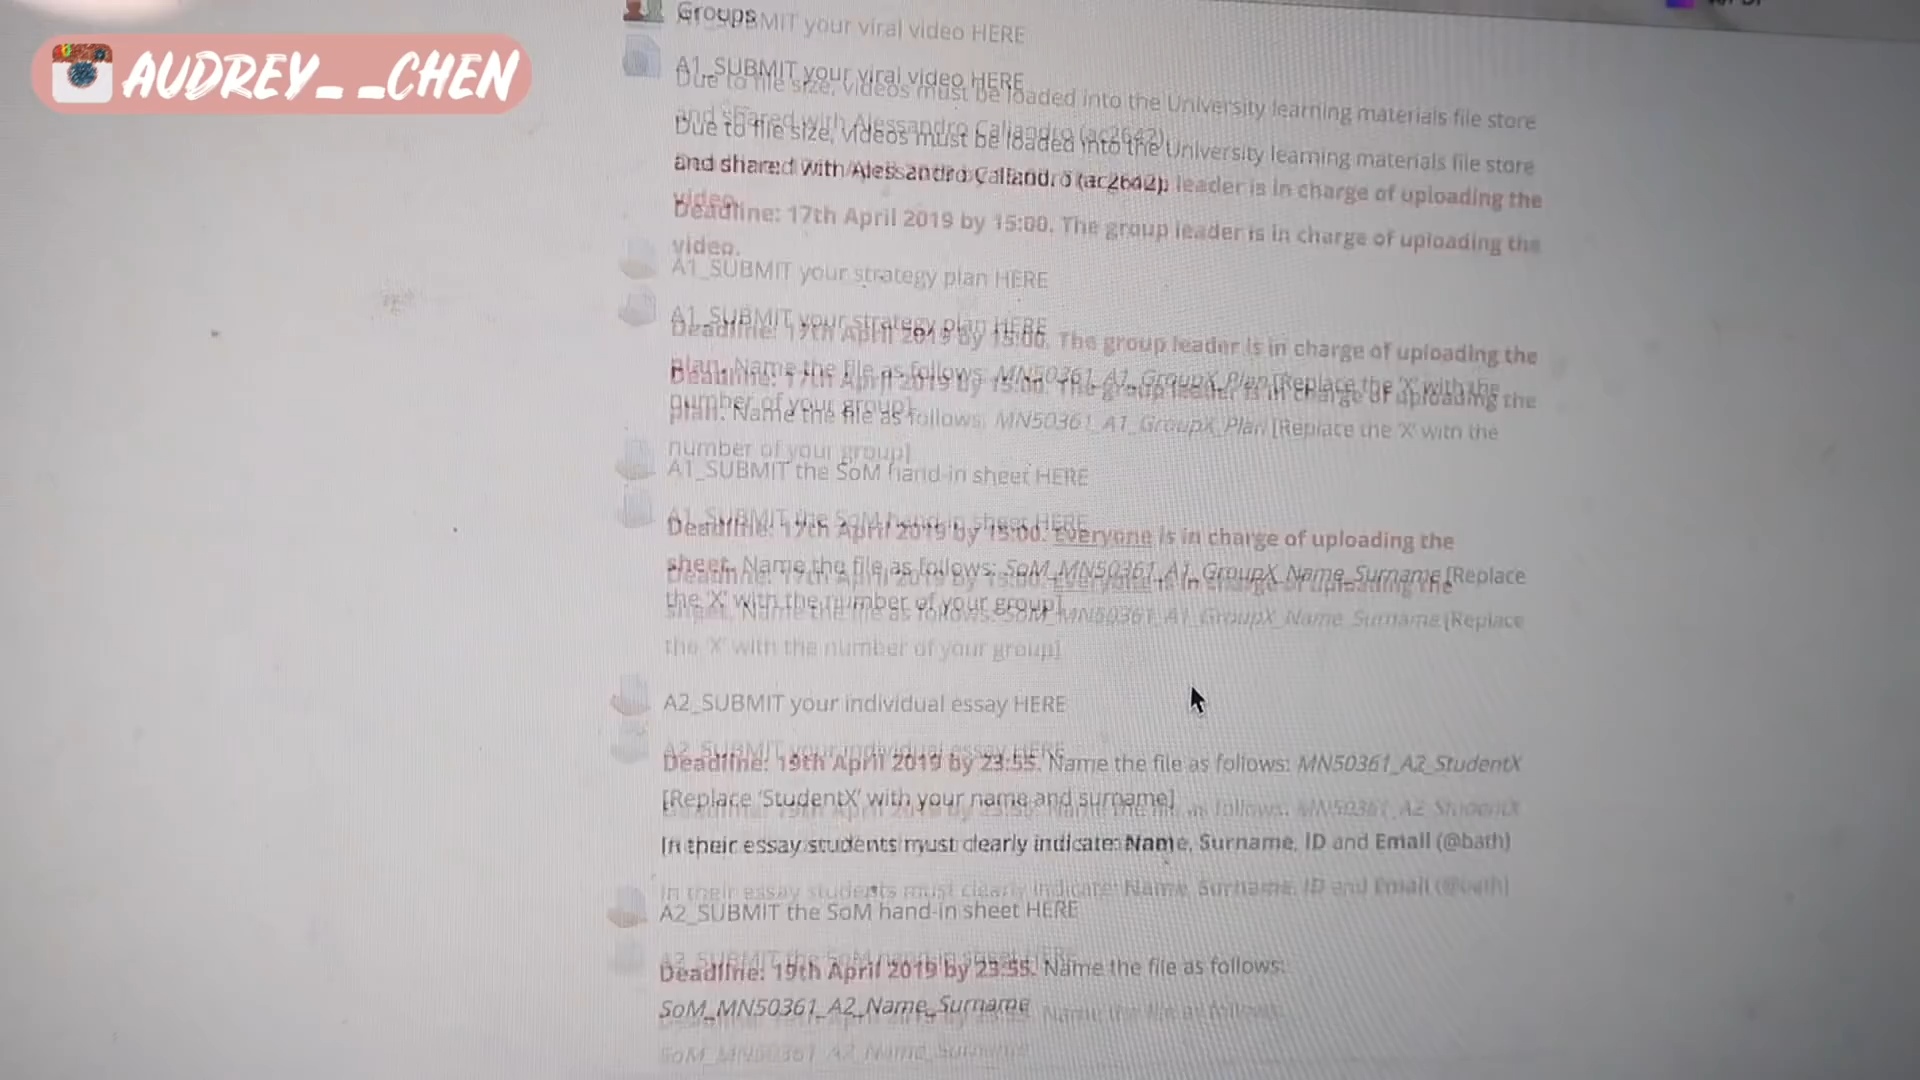 AUDREY_ _CHEN
Groups
A1_SUBMIT your viral video HERE
Due to file size, videos must be loaded into the University learning materials file store
and shared with Alessandro Caliandro (ac2642).
Deadline: 17th April 2019 by 15:00. The group leader is in charge of uploading the
video.
A1_SUBMIT your strategy plan HERE
Deadline: 17th April 2019 by 15:00. The group leader is in charge of uploading the
plan. Name the file as follows: MN50361_A1_GroupX_Plan [Replace the 'X' with the
number of your group]
A1_SUBMIT the SoM hand-in sheet HERE
Deadline: 17th April 2019 by 15:00. Everyone is in charge of uploading the
sheet. Name the file as follows: SoM_MN50361_A1_GroupX_Name_Surname [Replace
the 'X' with the number of your group]
A2_SUBMIT your individual essay HERE
Deadline: 19th April 2019 by 23:55. Name the file as follows: MN50361_A2_StudentX
[Replace 'StudentX' with your name and surname]
In their essay students must clearly indicate: Name, Surname, ID and Email (@bath)
A2_SUBMIT the SoM hand-in sheet HERE
Deadline: 19th April 2019 by 23:55. Name the file as follows:
SoM_MN50361_A2_Name_Surname